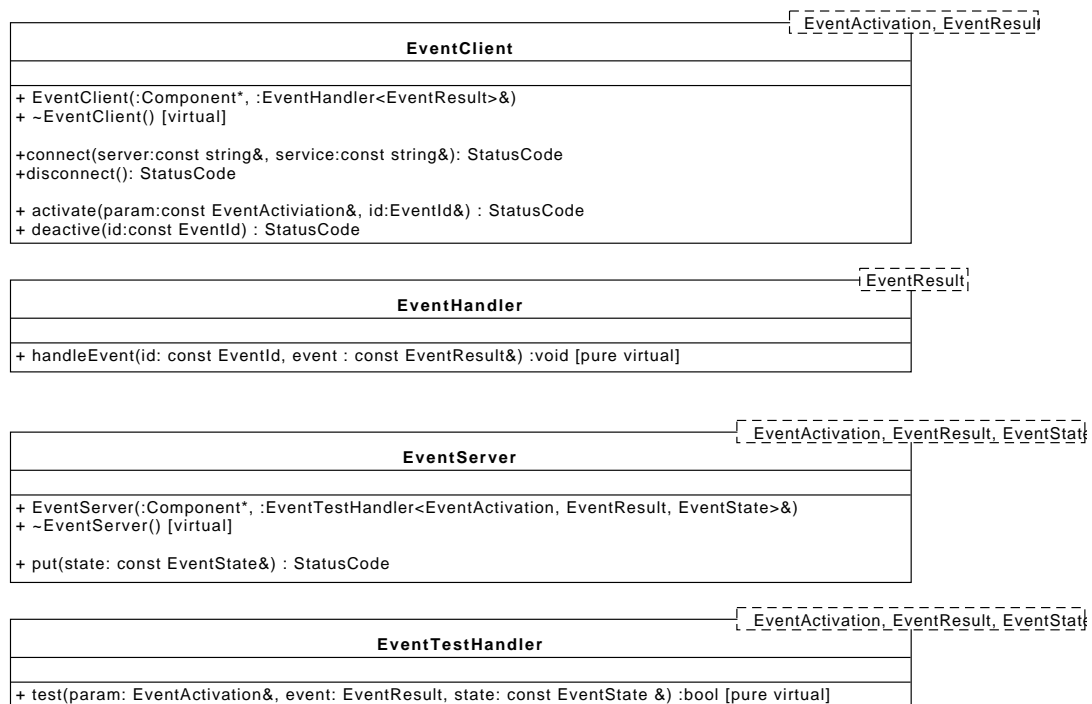 EventActivation, EventResult
EventClient
+ EventClient(:Component*, :EventHandler<EventResult>&)
+ ~EventClient() [virtual]
+connect(server:const string&, service:const string&): StatusCode
+disconnect(): StatusCode
+ activate(param:const EventActiviation&, id:EventId&) : StatusCode
+ deactive(id:const EventId) : StatusCode
EventResult
EventHandler
+ handleEvent(id: const EventId, event : const EventResult&) :void [pure virtual]
EventActivation, EventResult, EventState
EventServer
+ EventServer(:Component*, :EventTestHandler<EventActivation, EventResult, EventState>&)
+ ~EventServer() [virtual]
+ put(state: const EventState&) : StatusCode
EventActivation, EventResult, EventState
EventTestHandler
+ test(param: EventActivation&, event: EventResult, state: const EventState &) :bool [pure virtual]